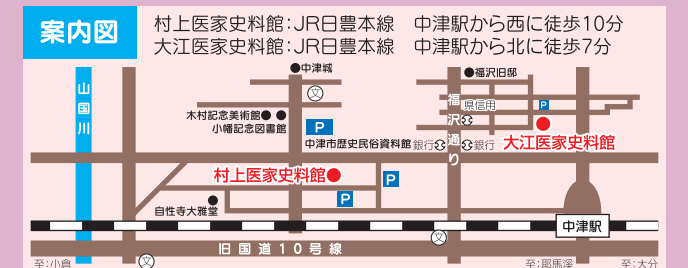 案内図
村上医家史料館：JR日豊本線　中津駅から西に徒歩10分
大江医家史料館：JR日豊本線　中津駅から北に徒歩7分
●中津城
●福沢旧邸
山国川
文
福沢通り
県信用
P
木村記念美術館●
小幡記念図書館
P
中津市歴史民俗資料館
銀行
銀行
大江医家史料館
村上医家史料館
P
P
自性寺大雅堂
中津駅
文
旧国道10号線
文
至：小倉
至：耶馬溪
至：大分